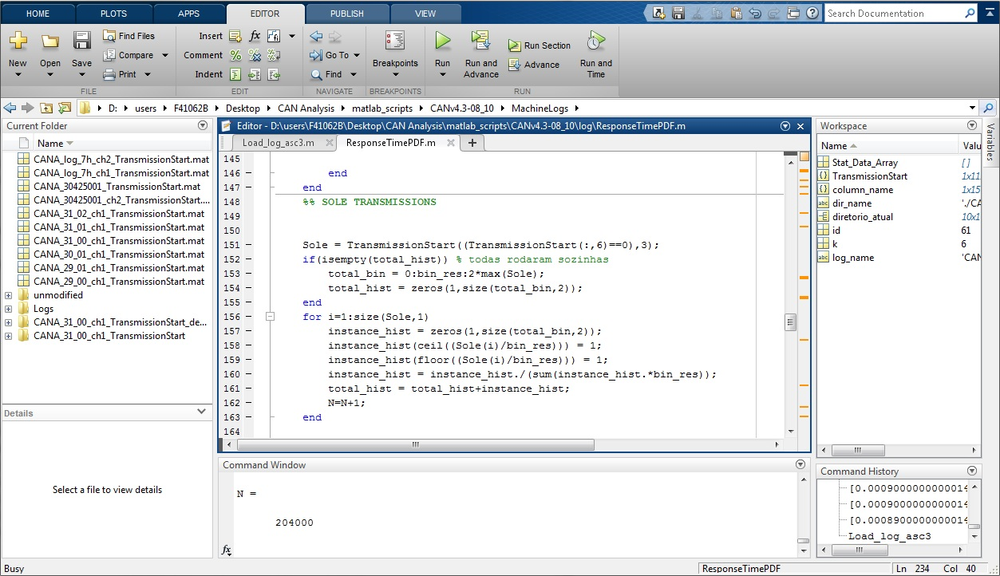 HOME PLOTS APPS EDITOR PUBLISH VIEW Search Documentation
New Open Save Find Files Compare Print
FILE
Insert fx
Comment
Indent
EDIT
Go To
Find
NAVIGATE
Breakpoints
BREAKPOINTS
Run Run and Advance Run Section Advance Run and Time
RUN
D: users F41062B Desktop CAN Analysis matlab_scripts CANv4.3-08_10 MachineLogs
Current Folder
Name
CANA_log_7h_ch2_TransmissionStart.mat
CANA_log_7h_ch1_TransmissionStart.mat
CANA_30425001_TransmissionStart.mat
CANA_30425001_ch2_TransmissionStart....
CANA_31_02_ch1_TransmissionStart.mat
CANA_31_01_ch1_TransmissionStart.mat
CANA_31_00_ch1_TransmissionStart.mat
CANA_30_01_ch1_TransmissionStart.mat
CANA_29_01_ch1_TransmissionStart.mat
CANA_29_00_ch1_TransmissionStart.mat
unmodified
Logs
CANA_31_00_ch1_TransmissionStart_de...
CANA_31_00_ch1_TransmissionStart
Details
Select a file to view details
Editor - D:\users\F41062B\Desktop\CAN Analysis\matlab_scripts\CANv4.3-08_10\log\ResponseTimePDF.m
Load_log_asc3.m ResponseTimePDF.m
145
146 – end
147 – end
148 %% SOLE TRANSMISSIONS
149
150
151 – Sole = TransmissionStart((TransmissionStart(:,6)==0),3);
152 – if(isempty(total_hist)) % todas rodaram sozinhas
153 – total_bin = 0:bin_res:2*max(Sole);
154 – total_hist = zeros(1,size(total_bin,2));
155 – end
156 – for i=1:size(Sole,1)
157 – instance_hist = zeros(1,size(total_bin,2));
158 – instance_hist(ceil((Sole(i)/bin_res))) = 1;
159 – instance_hist(floor((Sole(i)/bin_res))) = 1;
160 – instance_hist = instance_hist./(sum(instance_hist.*bin_res));
161 – total_hist = total_hist+instance_hist;
162 – N=N+1;
163 – end
164
Command Window
N =
204000
fx
Workspace
Name Valu
Stat_Data_Array []
TransmissionStart 1x11
column_name 1x15
dir_name './CA
diretorio_atual 10x1
id 61
k 6
log_name 'CAN
Variables
Command History
[0.00090000000000014
[0.00090000000000014
[0.00089000000000014
Load_log_asc3
Busy
ResponseTimePDF
Ln 234 Col 40